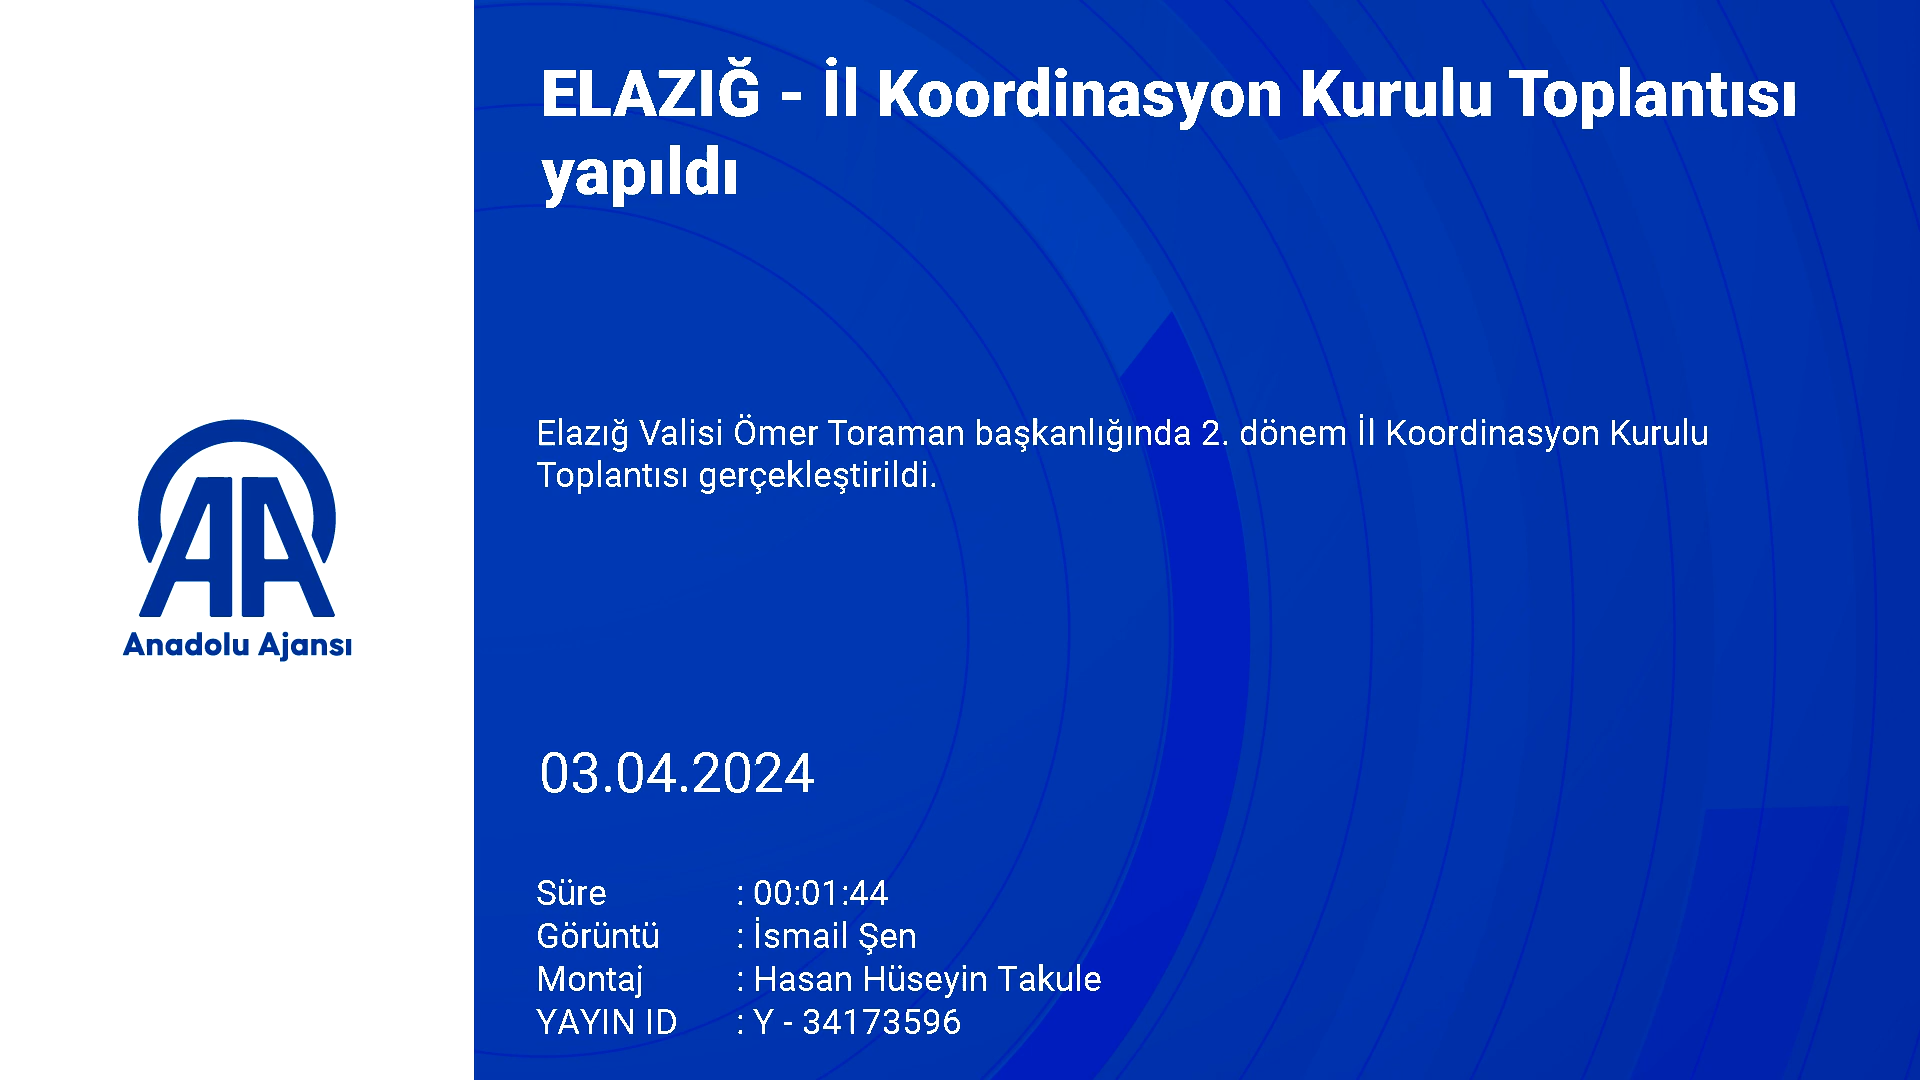 ELAZIĞ - İl Koordinasyon Kurulu Toplantısı
yapıldı
Elazığ Valisi Ömer Toraman başkanlığında 2. dönem İl Koordinasyon Kurulu
Toplantısı gerçekleştirildi.
AA
Anadolu Ajansı
03.04.2024
Süre : 00:01:44
Görüntü : İsmail Şen
Montaj : Hasan Hüseyin Takule
YAYIN ID : Y - 34173596